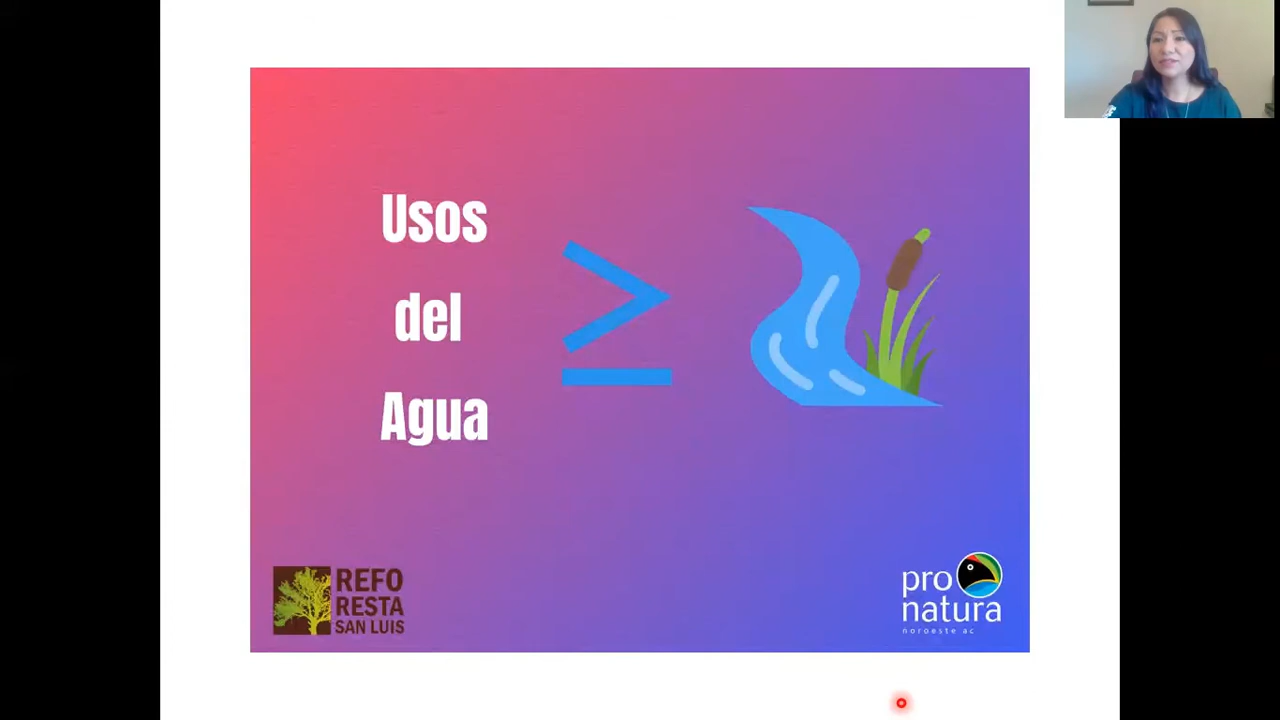 Usos
del
Agua
≥
REFO
RESTA
SAN LUIS
pro
natura
noroeste ac